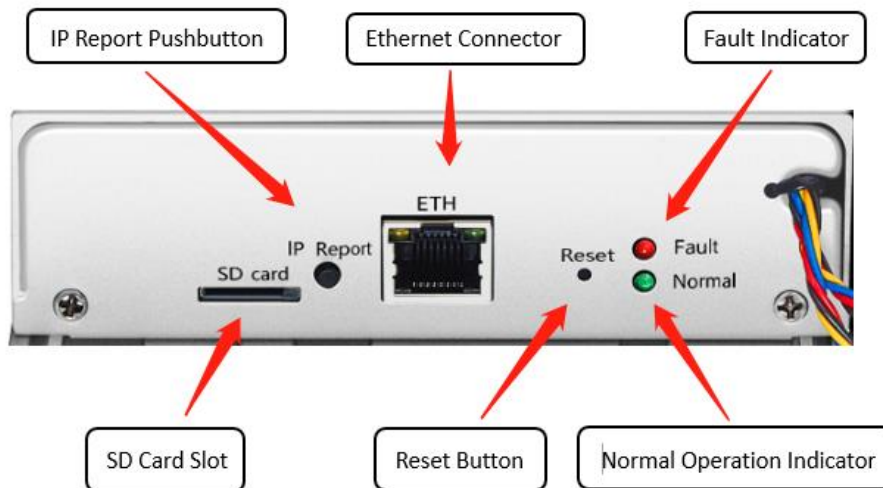 IP Report Pushbutton
Ethernet Connector
Fault Indicator
ETH
IP Report
SD card
Reset
Fault
Normal
SD Card Slot
Reset Button
Normal Operation Indicator